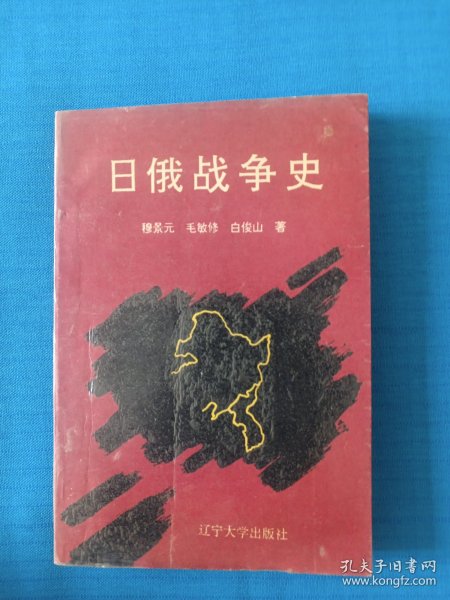 日俄战争史
穆景元 毛敏修 白俊山 著
辽宁大学出版社
孔夫子旧书网
www.kongfz.com